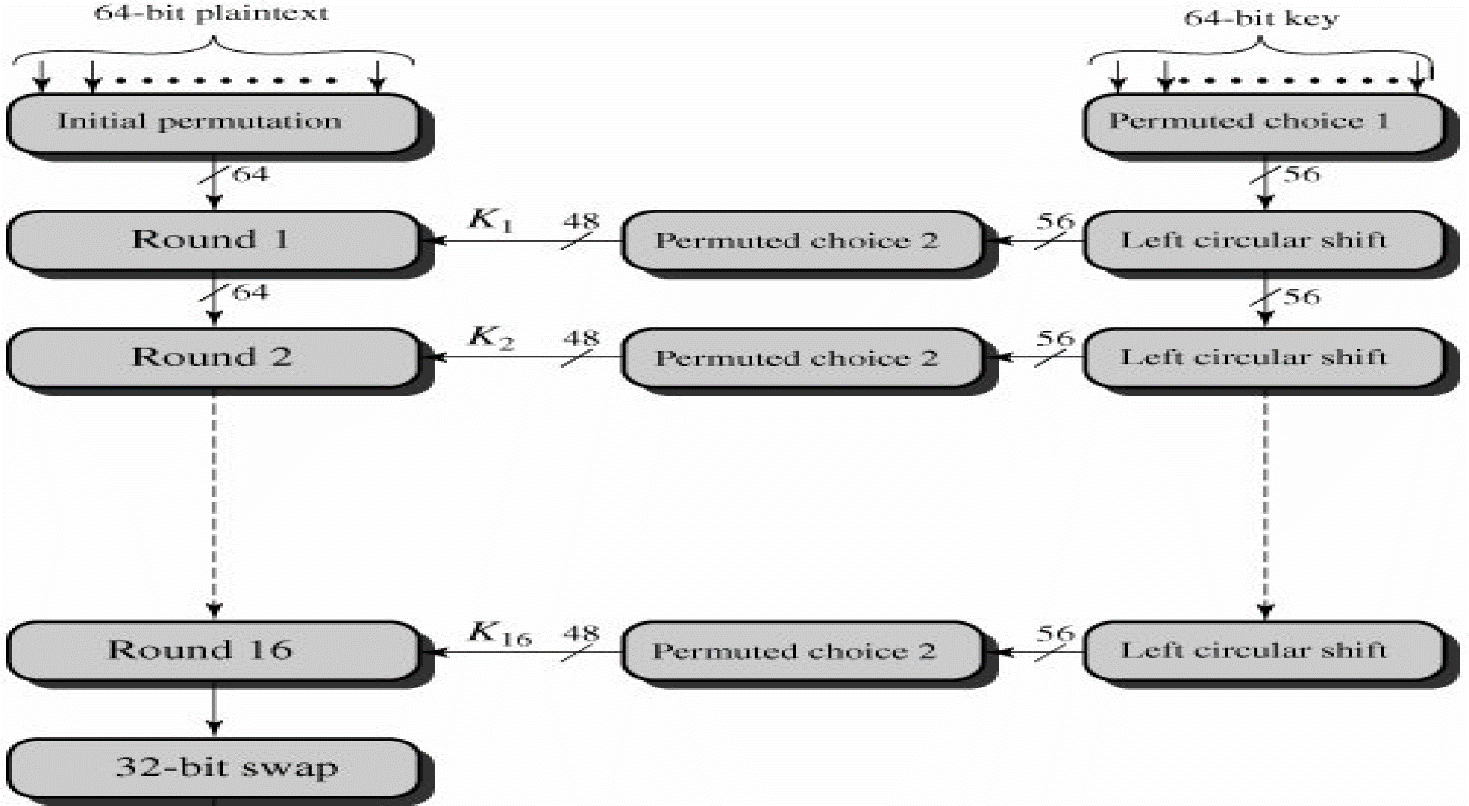 64-bit plaintext
64-bit key
Initial permutation
Permuted choice 1
64
56
Round 1
K1
48
Permuted choice 2
56
Left circular shift
64
56
Round 2
K2
48
Permuted choice 2
56
Left circular shift
Round 16
K16
48
Permuted choice 2
56
Left circular shift
32-bit swap